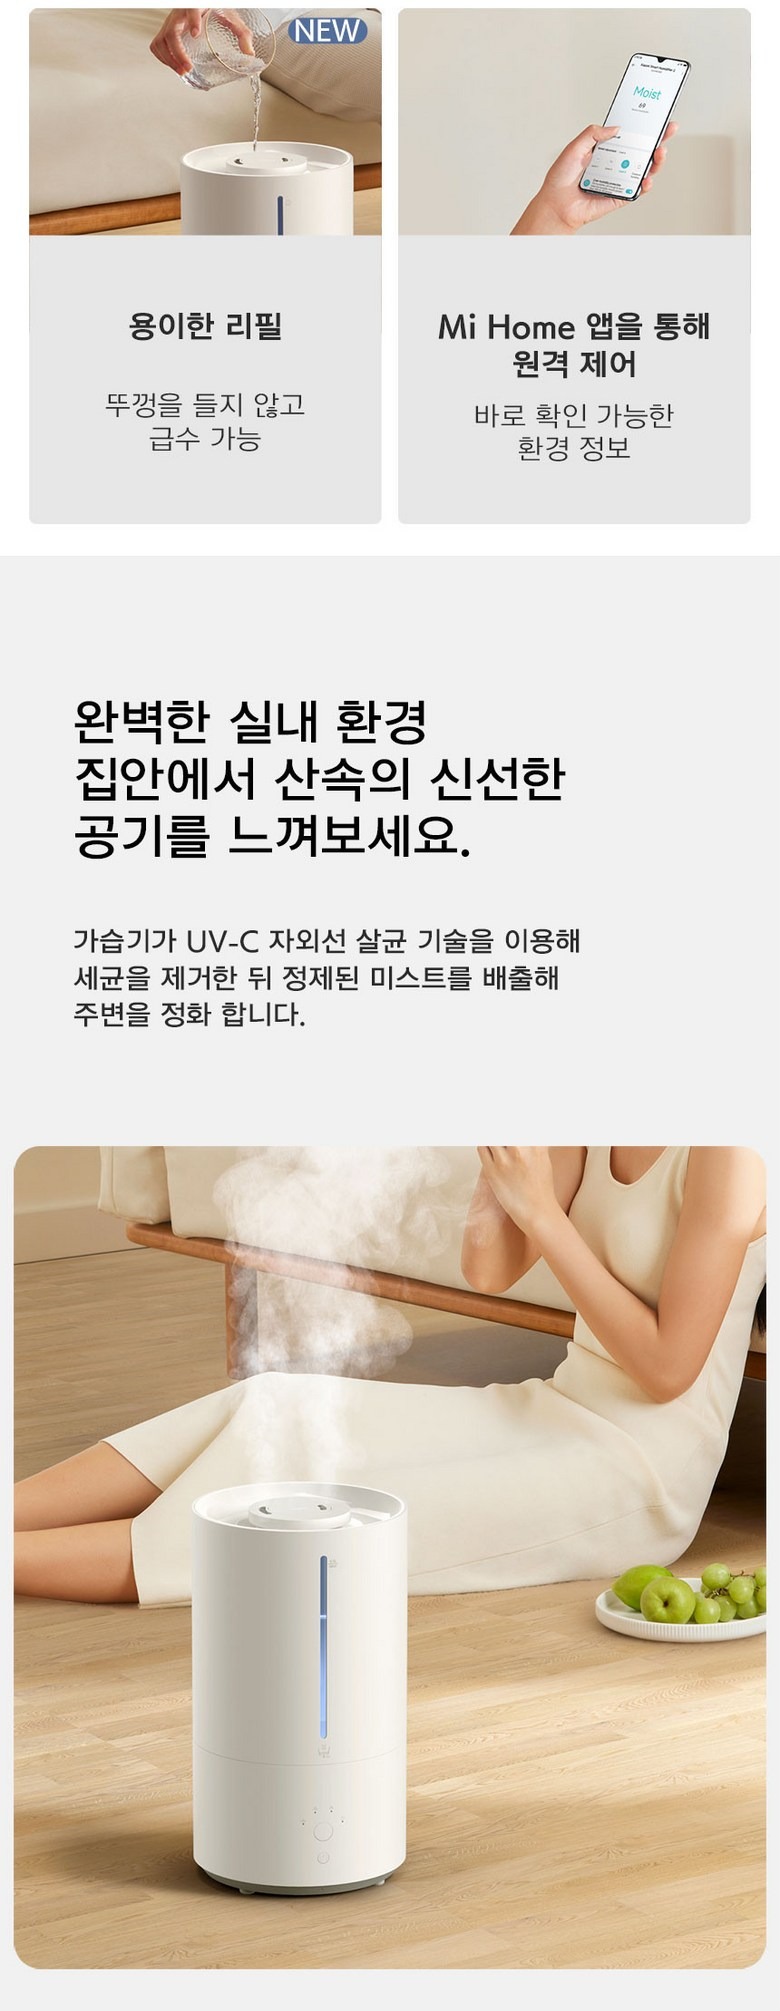 NEW
Moist
69
용이한 리필
뚜껑을 들지 않고
급수 가능
Mi Home 앱을 통해
원격 제어
바로 확인 가능한
환경 정보
완벽한 실내 환경
집안에서 산속의 신선한
공기를 느껴보세요.
가습기가 UV-C 자외선 살균 기술을 이용해
세균을 제거한 뒤 정제된 미스트를 배출해
주변을 정화 합니다.